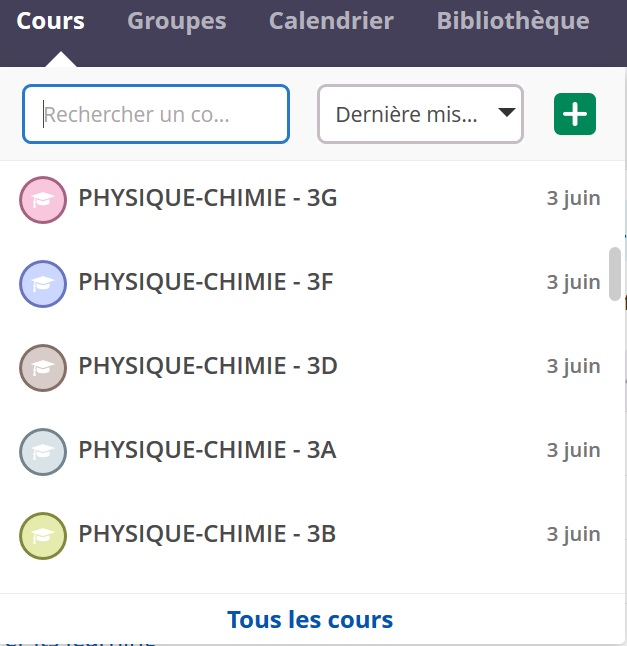 Cours Groupes Calendrier Bibliothèque
Rechercher un co... Dernière mis...
PHYSIQUE-CHIMIE - 3G 3 juin
PHYSIQUE-CHIMIE - 3F 3 juin
PHYSIQUE-CHIMIE - 3D 3 juin
PHYSIQUE-CHIMIE - 3A 3 juin
PHYSIQUE-CHIMIE - 3B 3 juin
Tous les cours